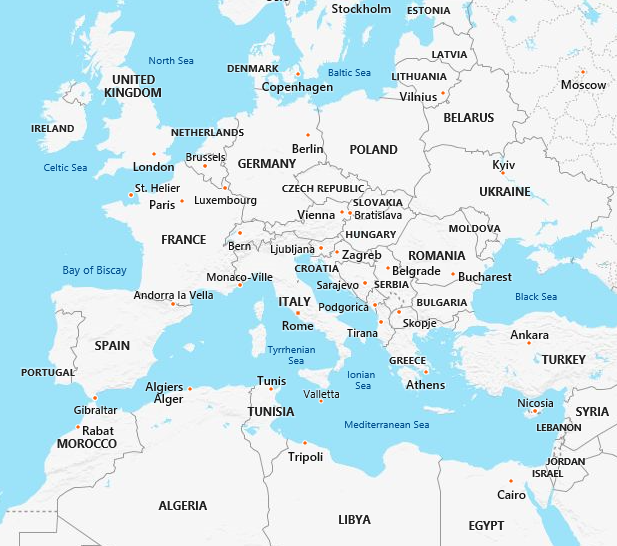 Stockholm
ESTONIA
North Sea
LATVIA
DENMARK
Baltic Sea
LITHUANIA
UNITED
KINGDOM
Copenhagen
Moscow
Vilnius
BELARUS
IRELAND
NETHERLANDS
Berlin
POLAND
Brussels
GERMANY
Celtic Sea
London
Kyiv
CZECH REPUBLIC
UKRAINE
St. Helier
Paris
Luxembourg
SLOVAKIA
Vienna
Bratislava
MOLDOVA
HUNGARY
FRANCE
Bern
Ljubljana
Zagreb
ROMANIA
Bay of Biscay
CROATIA
Belgrade
Monaco-Ville
Bucharest
Sarajevo
SERBIA
Andorra la Vella
Black Sea
ITALY
Podgorica
BULGARIA
Rome
Skopje
Tirana
Ankara
SPAIN
Tyrrhenian
Sea
GREECE
TURKEY
PORTUGAL
Ionian
Sea
Algiers
Alger
Tunis
Athens
Valletta
Nicosia
Gibraltar
TUNISIA
SYRIA
Mediterranean Sea
LEBANON
Rabat
MOROCCO
Tripoli
JORDAN
ISRAEL
Cairo
ALGERIA
LIBYA
EGYPT